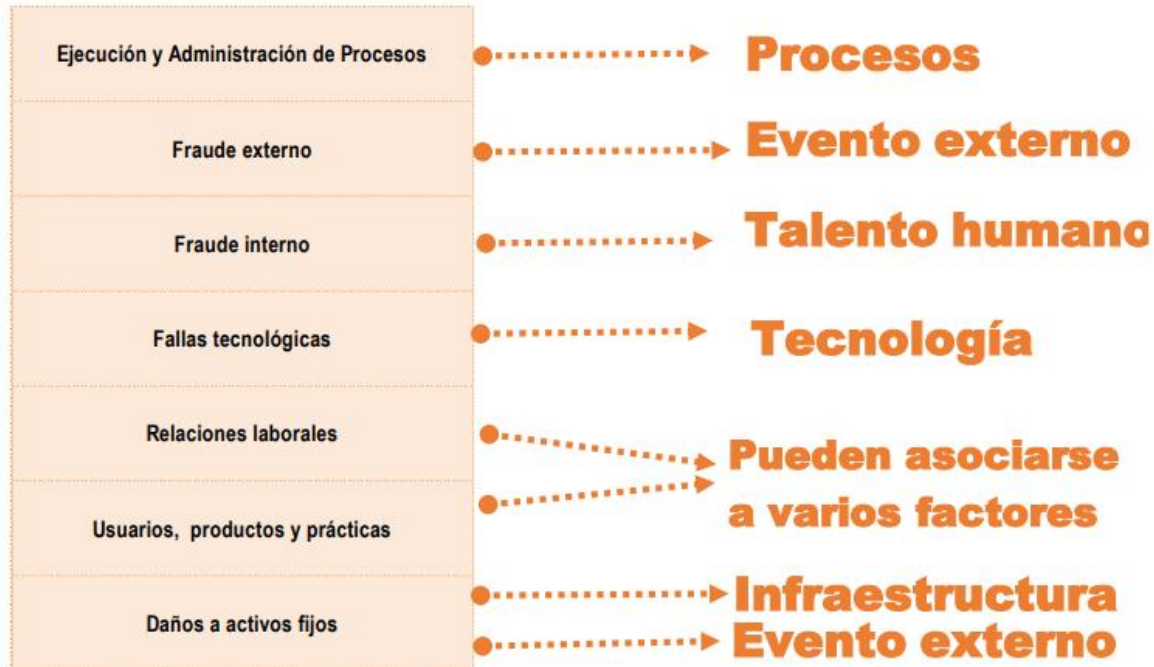 Ejecución y Administración de Procesos
Procesos
Fraude externo
Evento externo
Fraude interno
Talento humano
Fallas tecnológicas
Tecnología
Relaciones laborales
Usuarios, productos y prácticas
Pueden asociarse
a varios factores
Daños a activos fijos
Infraestructura
Evento externo